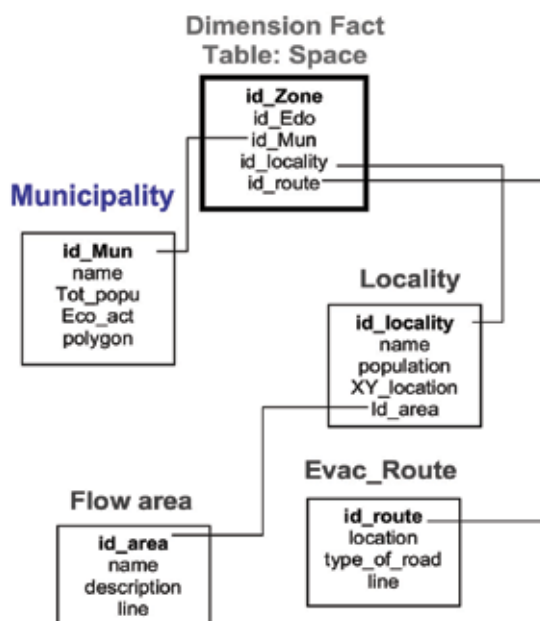 Dimension Fact
Table: Space
id_Zone
id_Edo
id_Mun
id_locality
id_route
Municipality
id_Mun
name
Tot_popu
Eco_act
polygon
Locality
id_locality
name
population
XY_location
Id_area
Flow area
id_area
name
description
line
Evac_Route
id_route
location
type_of_road
line